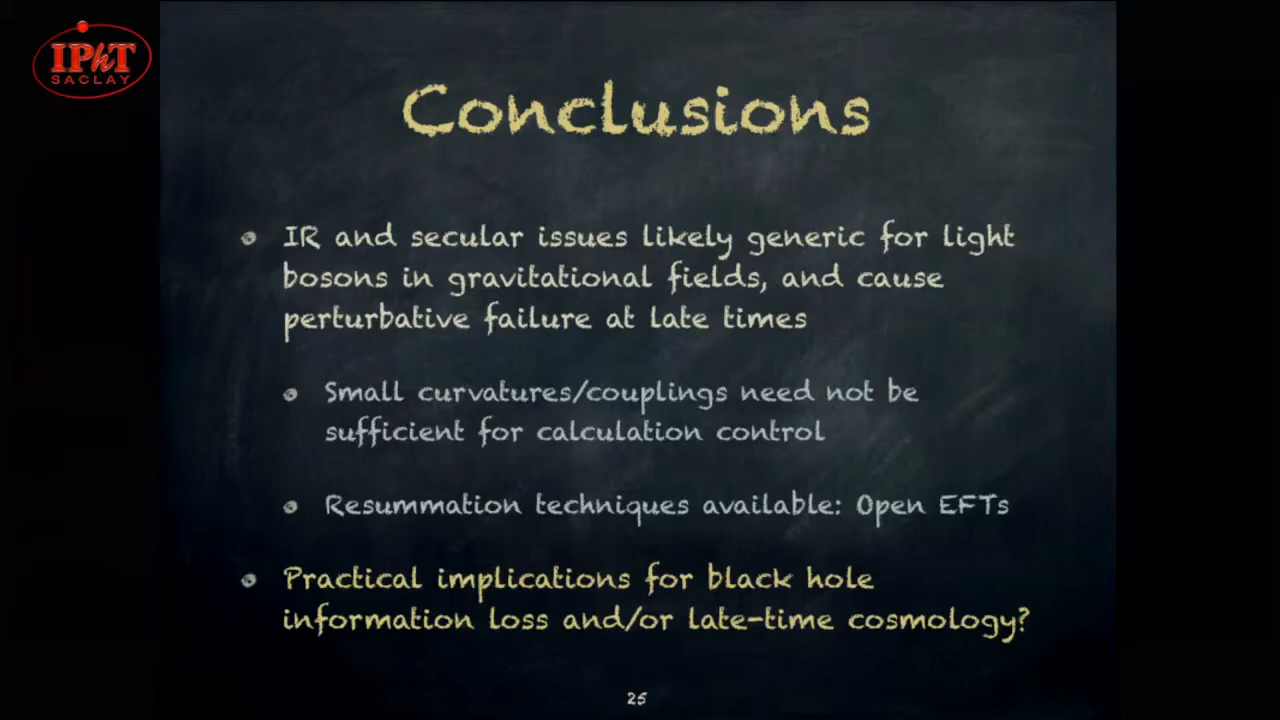 IPhT
SACLAY
Conclusions
IR and secular issues likely generic for light
bosons in gravitational fields, and cause
perturbative failure at late times
Small curvatures/couplings need not be
sufficient for calculation control
Resummation techniques available: Open EFTs
Practical implications for black hole
information loss and/or late-time cosmology?
25